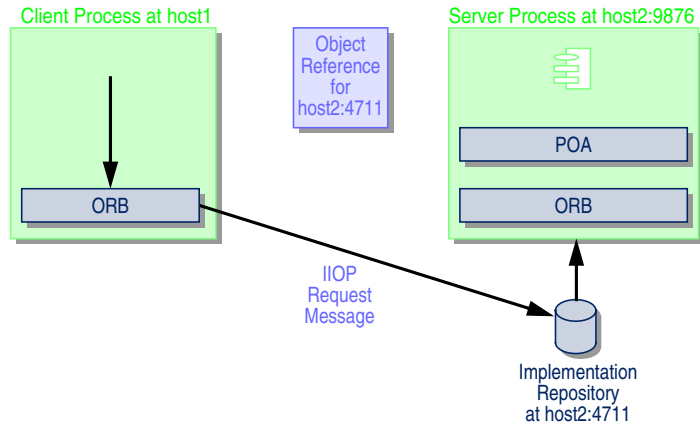 Client Process at host1
Object
Reference
for
host2:4711
Server Process at host2:9876
POA
ORB
ORB
IIOP
Request
Message
Implementation
Repository
at host2:4711